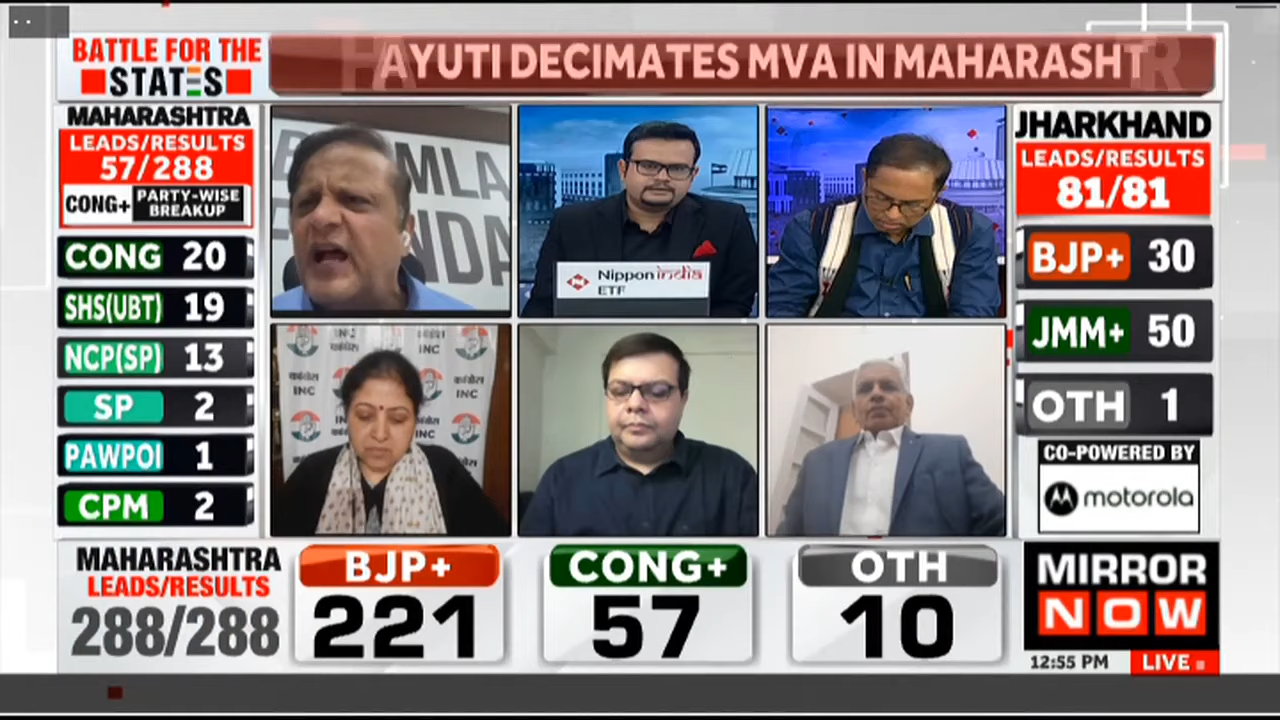 BATTLE FOR THE
STATES
AYUTI DECIMATES MVA IN MAHARASHT
MAHARASHTRA
LEADS/RESULTS
57/288
CONG+ PARTY-WISE BREAKUP
CONG 20
SHS(UBT) 19
NCP(SP) 13
SP 2
PAWPOI 1
CPM 2
JHARKHAND
LEADS/RESULTS
81/81
BJP+ 30
JMM+ 50
OTH 1
CO-POWERED BY
motorola
Nippon india
ETF
INC
कांग्रेस
INC
MAHARASHTRA
LEADS/RESULTS
288/288
BJP+
221
CONG+
57
OTH
10
MIRROR
NOW
12:55 PM LIVE